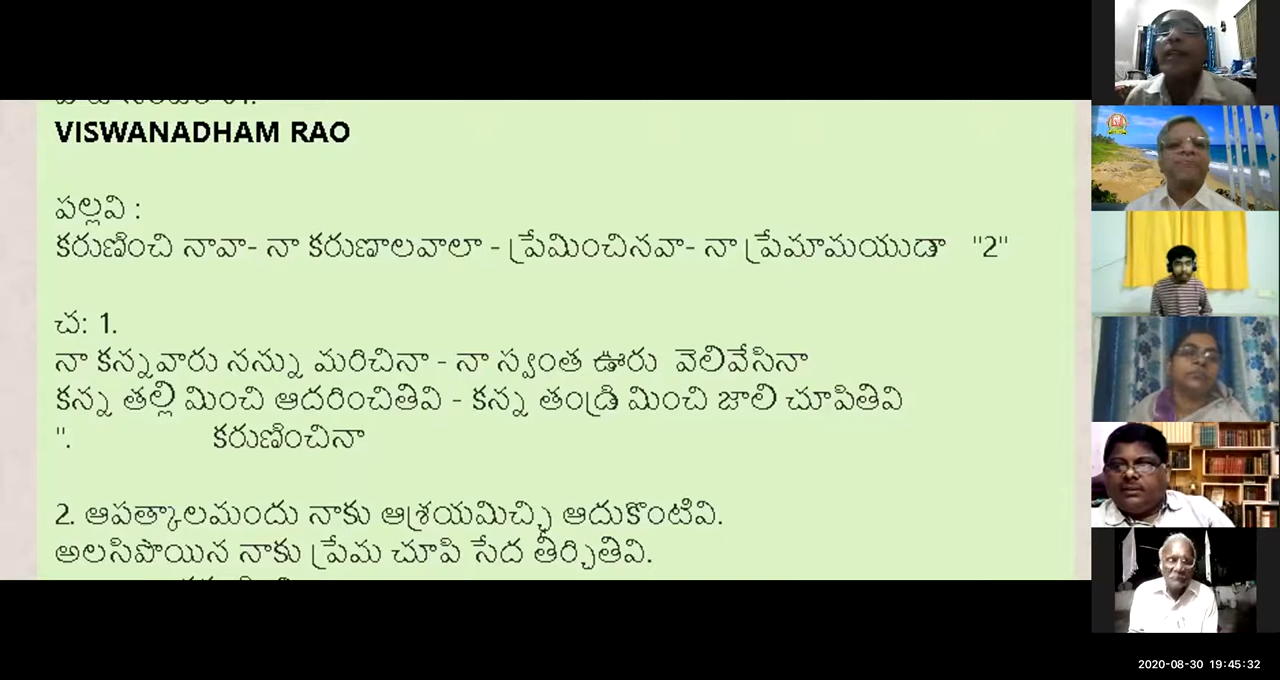 VISWANADHAM RAO
పల్లవి :
కరుణించి నావా- నా కరుణాలవాలా - ప్రేమించినవా- నా ప్రేమామయుడా "2"
చ: 1.
నా కన్నవారు నన్ను మరిచినా - నా స్వంత ఊరు వెలివేసినా
కన్న తల్లి మించి ఆదరించితివి - కన్న తండ్రి మించి జాలి చూపితివి
". కరుణించినా
2. ఆపత్కాలమందు నాకు ఆశ్రయమిచ్ఛి ఆదుకొంటివి.
అలసిపొయిన నాకు ప్రేమ చూపి సేద తీర్చితివి.
2020-08-30 19:45:32